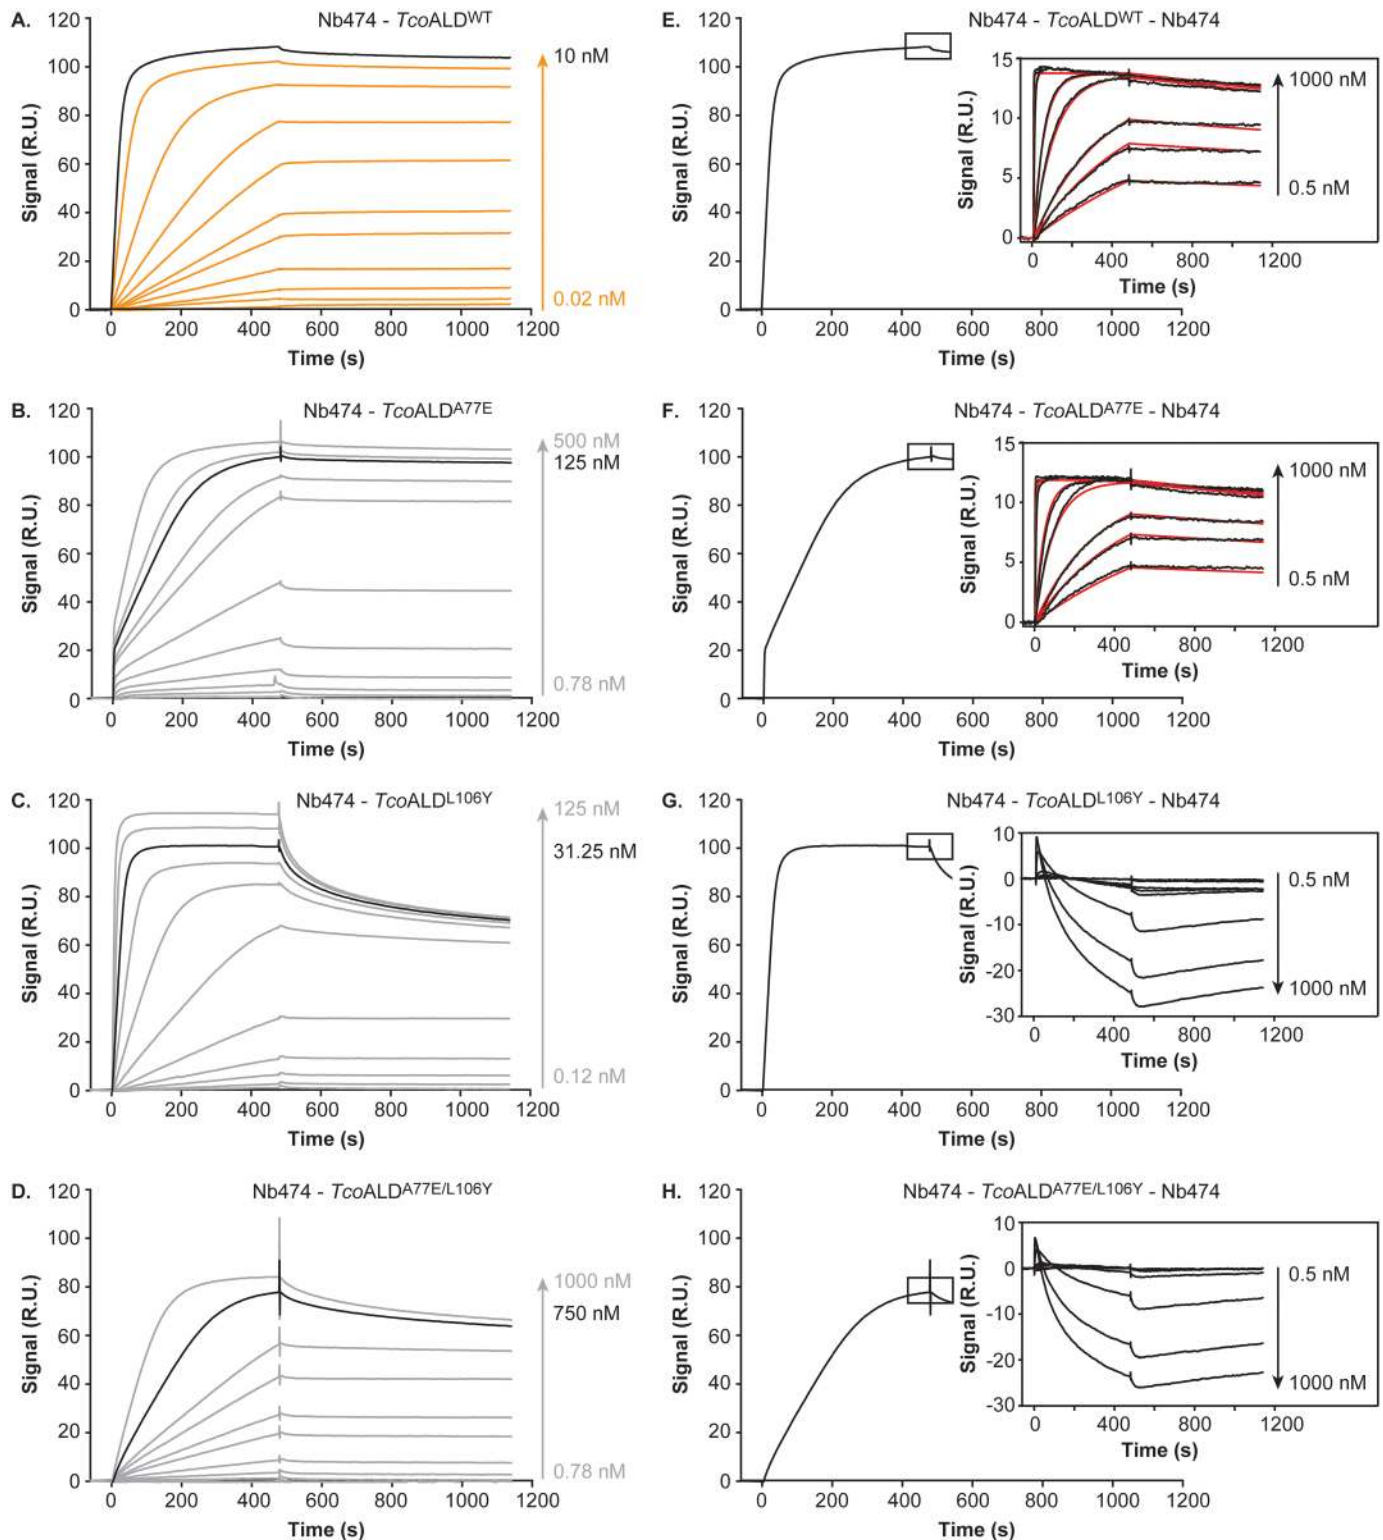 A. Nb474 - TcoALDWT
Signal (R.U.)
120
100
80
60
40
20
0
10 nM
0.02 nM
0 200 400 600 800 1000 1200
Time (s)
E. Nb474 - TcoALDWT - Nb474
Signal (R.U.)
120
100
80
60
40
20
0
0 200 400 600 800 1000 1200
Time (s)
Signal (R.U.)
15
10
5
0
1000 nM
0.5 nM
0 400 800 1200
Time (s)
B. Nb474 - TcoALDA77E
Signal (R.U.)
120
100
80
60
40
20
0
500 nM
125 nM
0.78 nM
0 200 400 600 800 1000 1200
Time (s)
F. Nb474 - TcoALDA77E - Nb474
Signal (R.U.)
120
100
80
60
40
20
0
0 200 400 600 800 1000 1200
Time (s)
Signal (R.U.)
15
10
5
0
1000 nM
0.5 nM
0 400 800 1200
Time (s)
C. Nb474 - TcoALDL106Y
Signal (R.U.)
120
100
80
60
40
20
0
125 nM
31.25 nM
0.12 nM
0 200 400 600 800 1000 1200
Time (s)
G. Nb474 - TcoALDL106Y - Nb474
Signal (R.U.)
120
100
80
60
40
20
0
0 200 400 600 800 1000 1200
Time (s)
Signal (R.U.)
10
0
-10
-20
-30
0.5 nM
1000 nM
0 400 800 1200
Time (s)
D. Nb474 - TcoALDA77E/L106Y
Signal (R.U.)
120
100
80
60
40
20
0
1000 nM
750 nM
0.78 nM
0 200 400 600 800 1000 1200
Time (s)
H. Nb474 - TcoALDA77E/L106Y - Nb474
Signal (R.U.)
120
100
80
60
40
20
0
0 200 400 600 800 1000 1200
Time (s)
Signal (R.U.)
10
0
-10
-20
-30
0.5 nM
1000 nM
0 400 800 1200
Time (s)